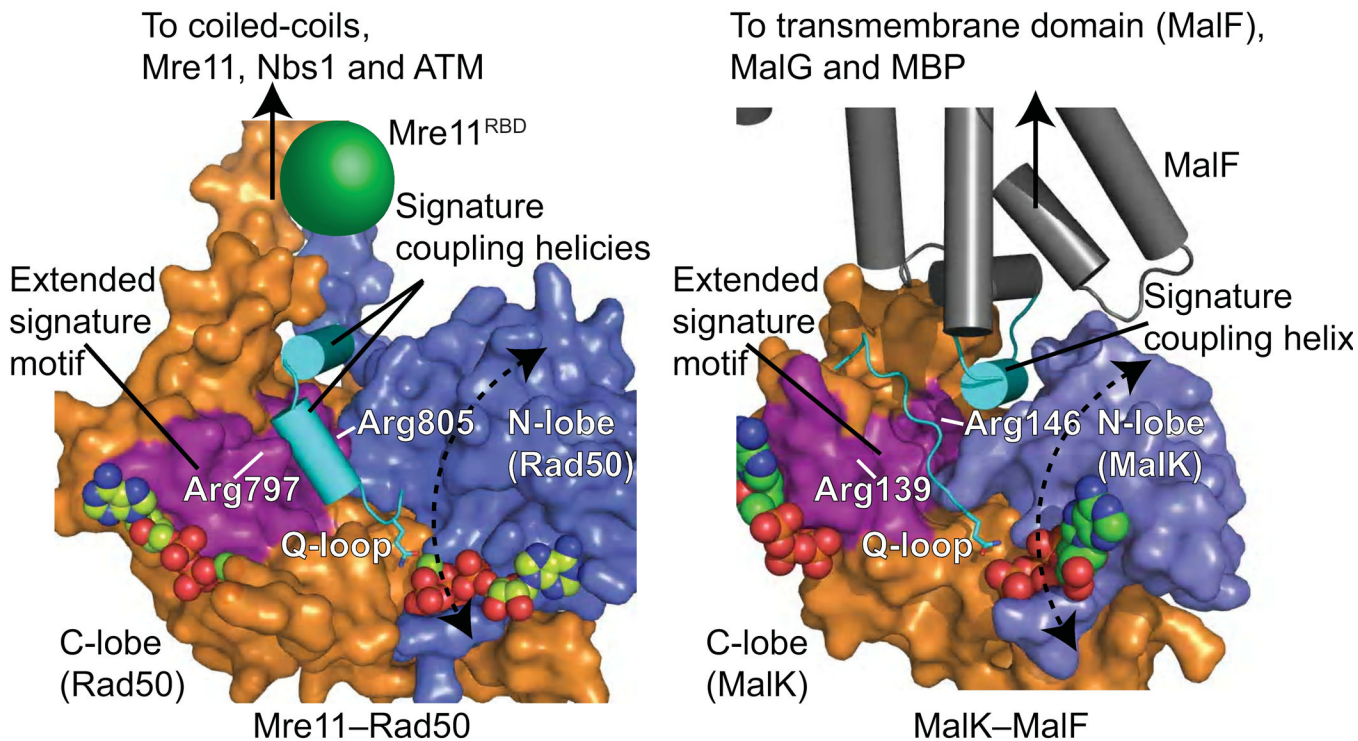 To coiled-coils,
Mre11, Nbs1 and ATM
Mre11RBD
Signature
coupling helicies
Extended
signature
motif
Arg805
N-lobe
(Rad50)
Arg797
Q-loop
C-lobe
(Rad50)
Mre11–Rad50
To transmembrane domain (MalF),
MalG and MBP
MalF
Extended
signature
motif
Signature
coupling helix
Arg146
N-lobe
(MalK)
Arg139
Q-loop
C-lobe
(MalK)
MalK–MalF